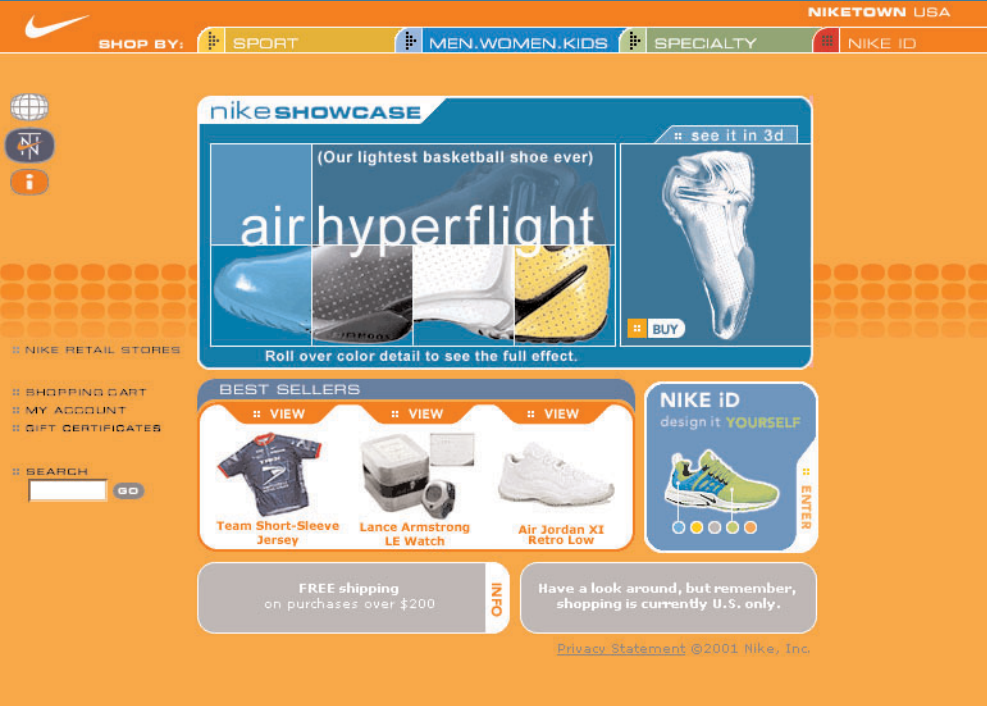 NIKETOWN USA
SHOP BY:
SPORT
MEN.WOMEN.KIDS
SPECIALTY
NIKE ID
nike SHOWCASE
:: see it in 3d
(Our lightest basketball shoe ever)
air hyperflight
:: BUY
Roll over color detail to see the full effect.
:: NIKE RETAIL STORES
:: SHOPPING CART
:: MY ACCOUNT
:: GIFT CERTIFICATES
:: SEARCH
GO
BEST SELLERS
:: VIEW
:: VIEW
:: VIEW
Team Short-Sleeve
Jersey
Lance Armstrong
LE Watch
Air Jordan XI
Retro Low
NIKE iD
design it YOURSELF
:: ENTER
FREE shipping
on purchases over $200
INFO
Have a look around, but remember,
shopping is currently U.S. only.
Privacy Statement ©2001 Nike, Inc.